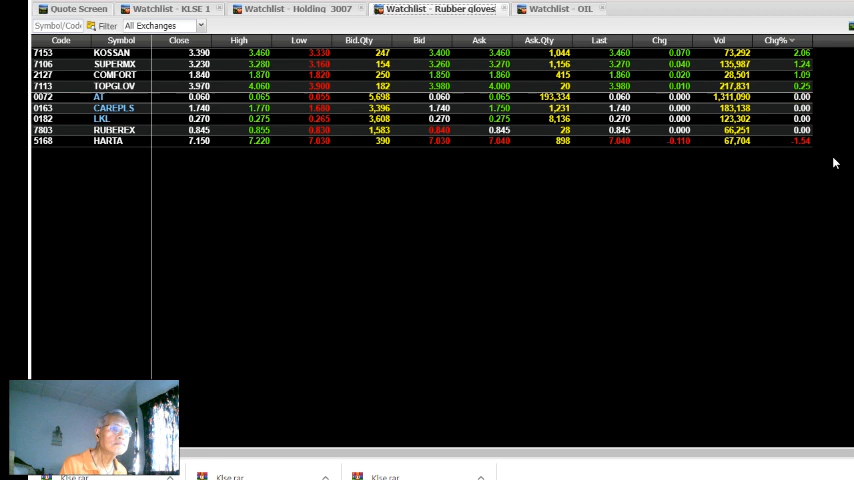 Quote Screen Watchlist - KLSE 1 Watchlist - Holding 3007 Watchlist - Rubber gloves Watchlist - OIL
Symbol/Code Filter All Exchanges
Code Symbol Close High Low Bid.Qty Bid Ask Ask.Qty Last Chg Vol Chg%
7153 KOSSAN 3.390 3.460 3.330 247 3.400 3.460 1,044 3.460 0.070 73,292 2.06
7106 SUPERMX 3.230 3.280 3.160 154 3.260 3.270 1,156 3.270 0.040 135,987 1.24
2127 COMFORT 1.840 1.870 1.820 250 1.850 1.860 415 1.860 0.020 28,501 1.09
7113 TOPGLOV 3.970 4.060 3.900 182 3.980 4.000 20 3.980 0.010 217,831 0.25
0072 AT 0.060 0.065 0.055 5,698 0.060 0.065 193,334 0.060 0.000 1,311,090 0.00
0163 CAREPLS 1.740 1.770 1.680 3,396 1.740 1.750 1,231 1.740 0.000 183,138 0.00
0182 LKL 0.270 0.275 0.265 3,608 0.270 0.275 8,136 0.270 0.000 123,302 0.00
7803 RUBEREX 0.845 0.855 0.830 1,583 0.840 0.845 28 0.845 0.000 66,251 0.00
5168 HARTA 7.150 7.220 7.030 390 7.030 7.040 898 7.040 -0.110 67,704 -1.54
Klse.rar Klse.rar Klse.rar